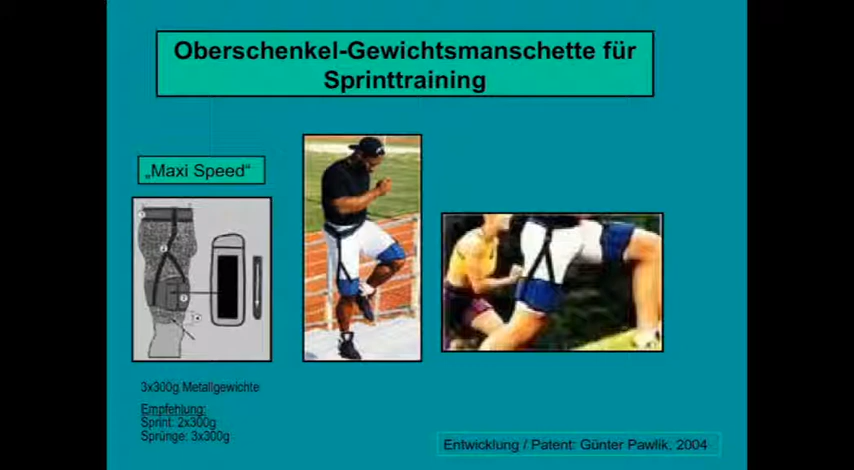 Oberschenkel-Gewichtsmanschette für
Sprinttraining
„Maxi Speed“
3x300g Metallgewichte
Empfehlung:
Sprint: 2x300g
Sprünge: 3x300g
Entwicklung / Patent: Günter Pawlik, 2004